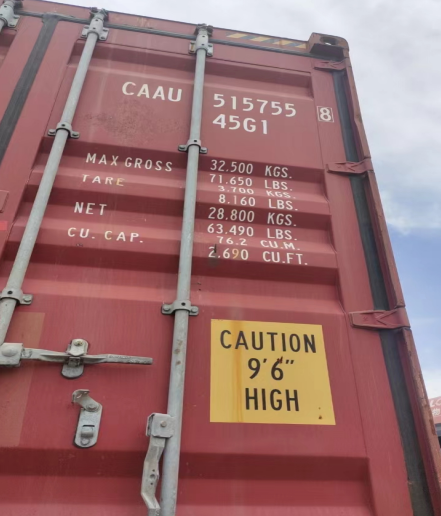 CAAU 515755 8
45G1
MAX GROSS 32.500 KGS.
71.650 LBS.
TARE 3.700 KGS.
8.160 LBS.
NET 28.800 KGS.
63.490 LBS.
CU. CAP. 76.2 CU.M.
2.690 CU.FT.
CAUTION
9'6"
HIGH